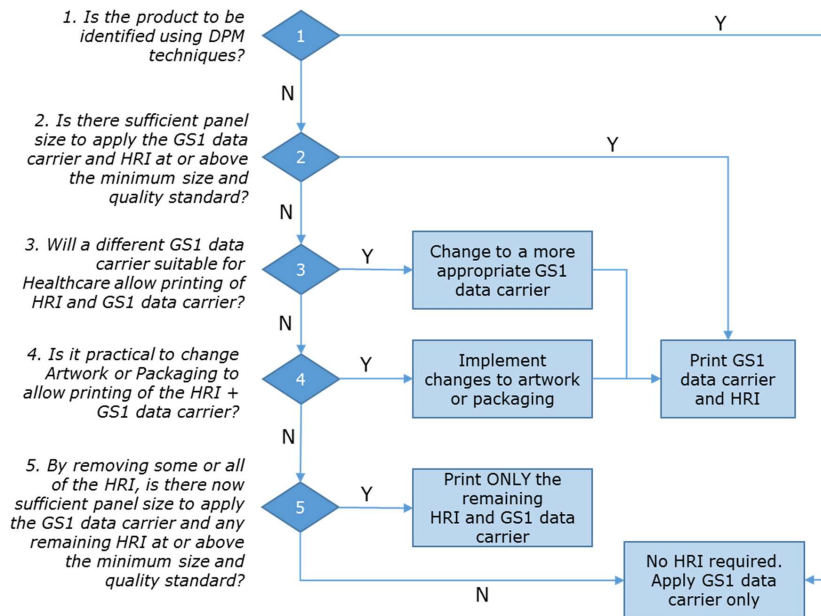 1. Is the product to be
identified using DPM
techniques?
1
Y
N
2. Is there sufficient panel
size to apply the GS1 data
carrier and HRI at or above
the minimum size and
quality standard?
2
Y
N
3. Will a different GS1 data
carrier suitable for
Healthcare allow printing of
HRI and GS1 data carrier?
3
Y
Change to a more
appropriate GS1
data carrier
N
4. Is it practical to change
Artwork or Packaging to
allow printing of the HRI +
GS1 data carrier?
4
Y
Implement
changes to artwork
or packaging
Print GS1
data carrier
and HRI
N
5. By removing some or all
of the HRI, is there now
sufficient panel size to apply
the GS1 data carrier and any
remaining HRI at or above
the minimum size and
quality standard?
5
Y
Print ONLY the
remaining
HRI and GS1 data
carrier
N
No HRI required.
Apply GS1 data
carrier only